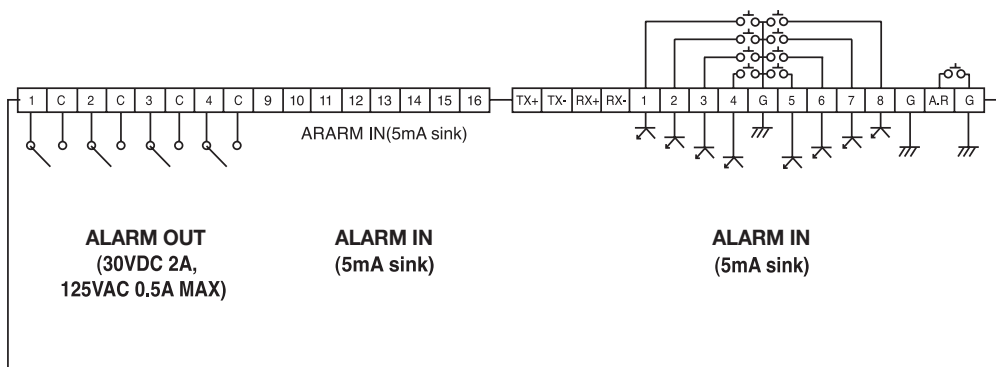 1 C 2 C 3 C 4 C 9 10 11 12 13 14 15 16 TX+ TX- RX+ RX- 1 2 3 4 G 5 6 7 8 G A.R G
ARARM IN(5mA sink)
ALARM OUT
(30VDC 2A,
125VAC 0.5A MAX)
ALARM IN
(5mA sink)
ALARM IN
(5mA sink)